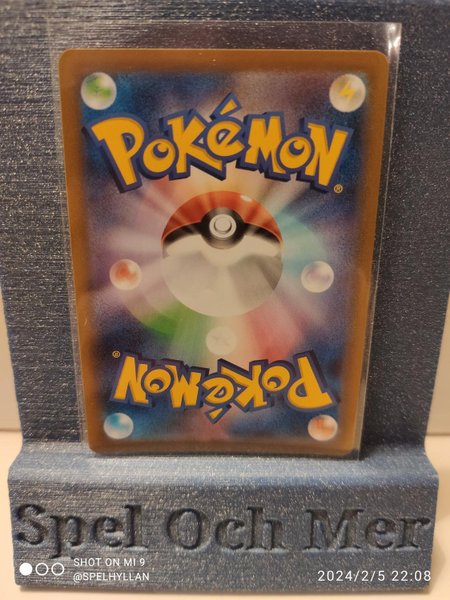 POKéMON®
POKéMON®
Spel Och Mer
SHOT ON MI 9
@SPELHYLLAN
2024/2/5 22:08